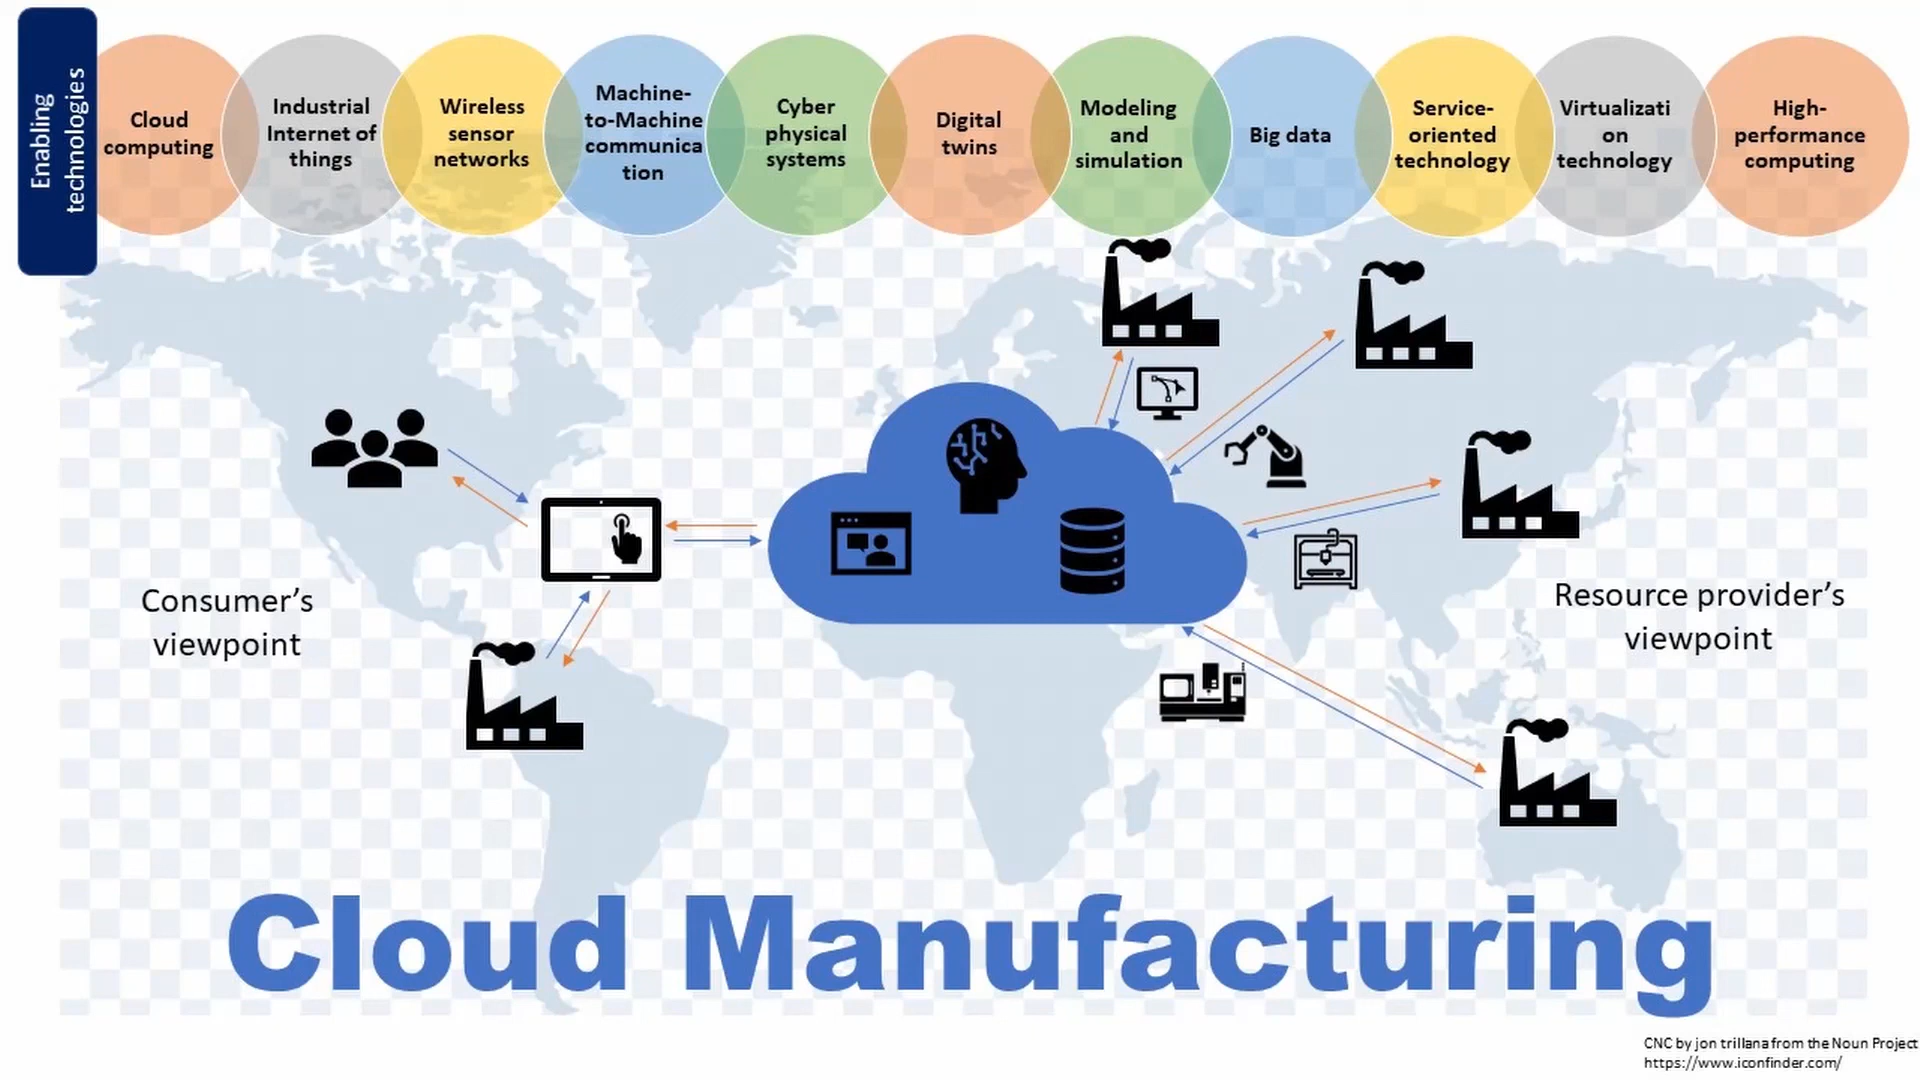 Enabling
technologies
Cloud
computing
Industrial
Internet of
things
Wireless
sensor
networks
Machine-
to-Machine
communica
tion
Cyber
physical
systems
Digital
twins
Modeling
and
simulation
Big data
Service-
oriented
technology
Virtualizati
on
technology
High-
performance
computing
Consumer’s
viewpoint
Resource provider’s
viewpoint
Cloud Manufacturing
CNC by jon trillana from the Noun Project
https://www.iconfinder.com/